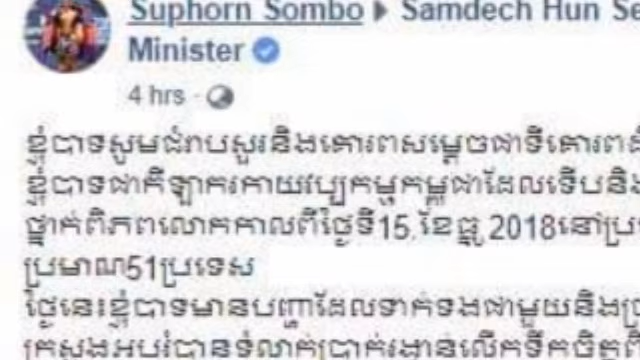 Suphorn Sombo ▸ Samdech Hun Se
Minister
4 hrs ·
ខ្ញុំបាទសូមជំរាបសួរនិងគោរពសម្តេចជាទីគោរពដ៏
ខ្ញុំបាទជាកីឡាករកាយវប្បកម្មកម្ពុជាដែលទើបនិង
ថ្នាក់ពិភពលោកកាលពីថ្ងៃទី15 ខែធ្នូ 2018នៅប្រ
ប្រមាណ51ប្រទេស
ថ្ងៃនេះខ្ញុំបាទមានបញ្ហាដែលទាក់ទងជាមួយនិង
ក្រសួងអប់រំបានទំលាក់ប្រាក់រង្វាន់លើកទឹកចិត្ត